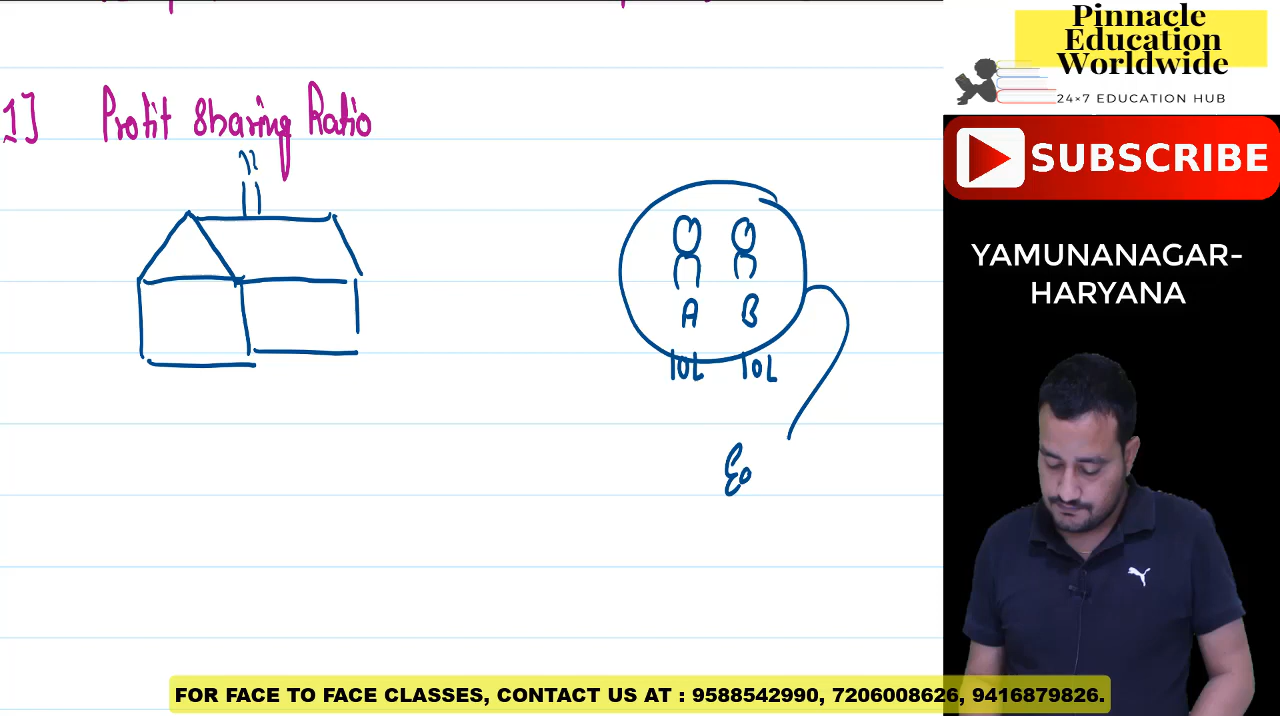 1] Profit Sharing Ratio
A B
10L 10L
Pinnacle
Education
Worldwide
24×7 EDUCATION HUB
SUBSCRIBE
YAMUNANAGAR-
HARYANA
FOR FACE TO FACE CLASSES, CONTACT US AT : 9588542990, 7206008626, 9416879826.